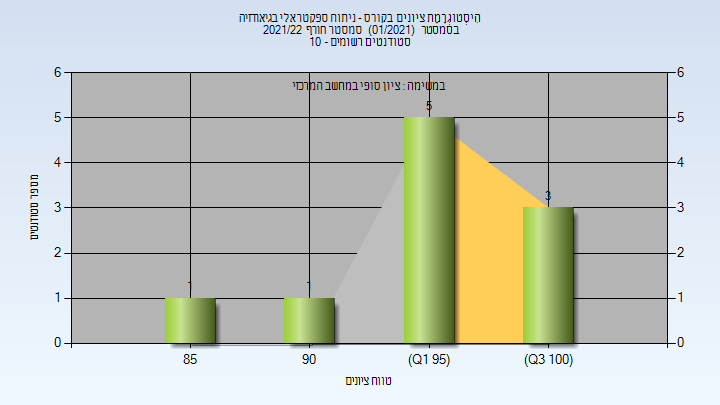 היסטוגרמת ציונים בקורס - ניתוח ספקטראלי בגיאודזיה
בסמסטר (01/2021) סמסטר חורף 2021/22
סטודנטים רשומים - 10
במשימה : ציון סופי במחשב המרכזי
6 6
5 5 5
4 4
3 3 3
2 2
1 1 1 1
0 0
85 90 (Q1 95) (Q3 100)
מספר סטודנטים
טווח ציונים